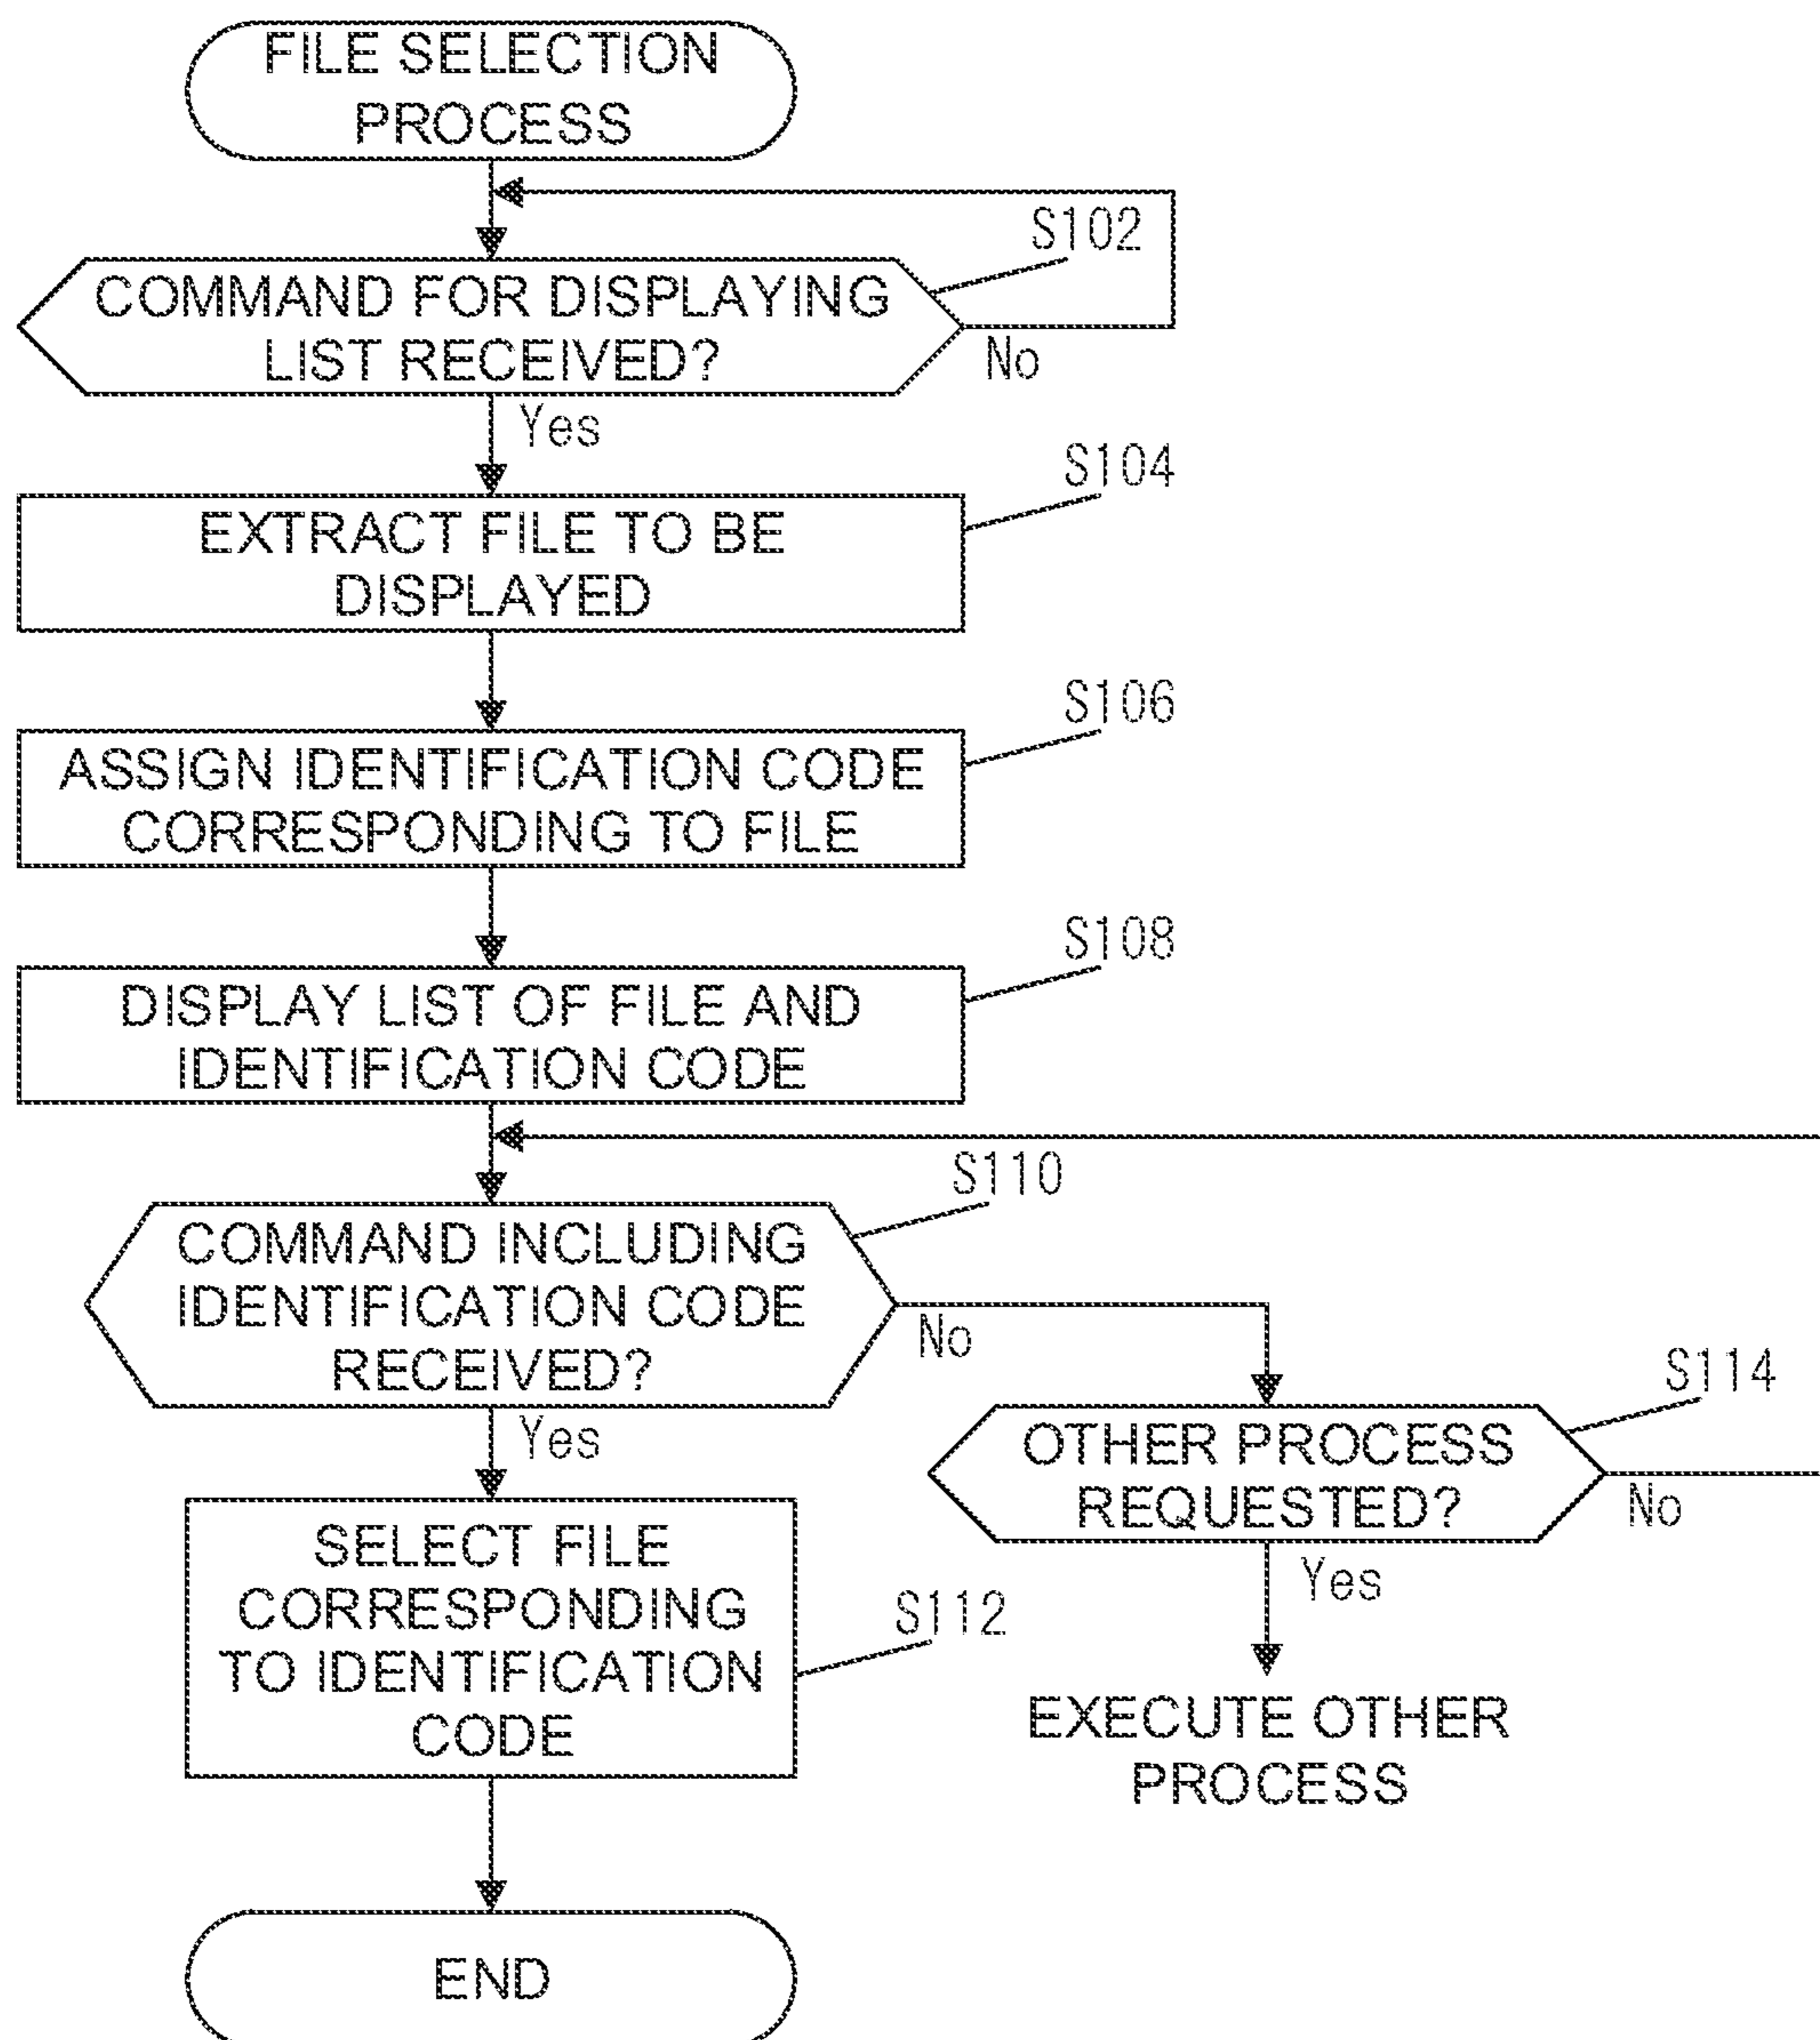 FILE SELECTION
PROCESS
S102
COMMAND FOR DISPLAYING
LIST RECEIVED?
No
Yes
S104
EXTRACT FILE TO BE
DISPLAYED
S106
ASSIGN IDENTIFICATION CODE
CORRESPONDING TO FILE
S108
DISPLAY LIST OF FILE AND
IDENTIFICATION CODE
S110
COMMAND INCLUDING
IDENTIFICATION CODE
RECEIVED?
No
Yes
S114
OTHER PROCESS
REQUESTED?
No
Yes
SELECT FILE
CORRESPONDING
TO IDENTIFICATION
CODE
S112
EXECUTE OTHER
PROCESS
END